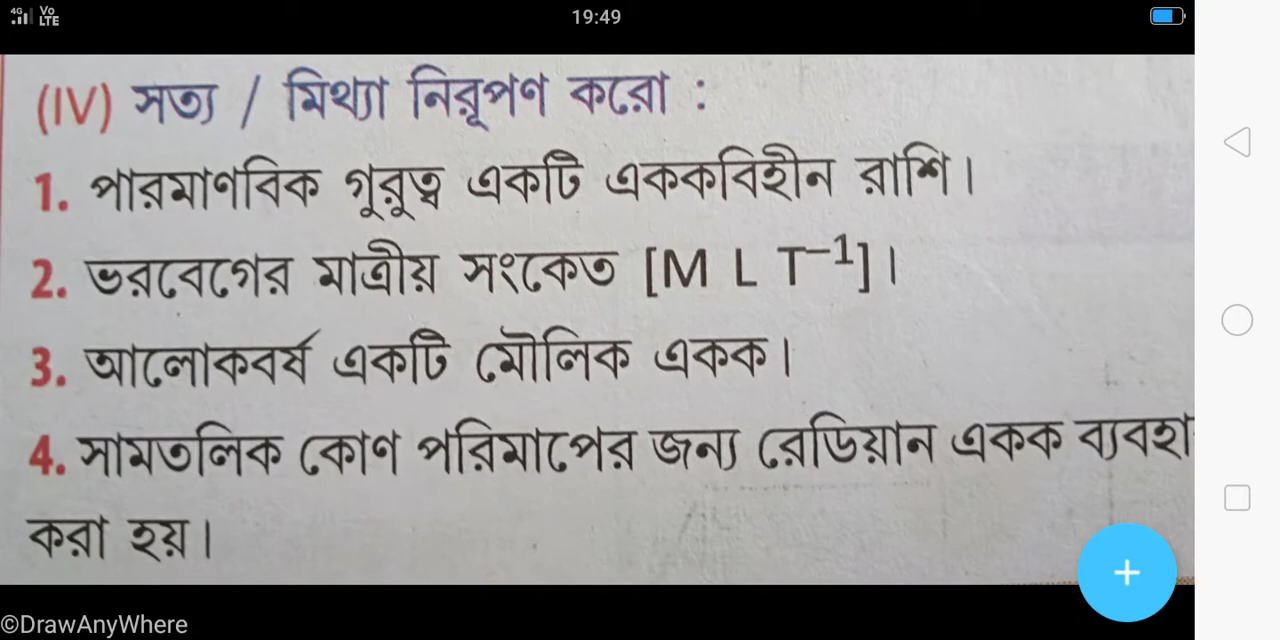 4G Vo LTE 19:49
(IV) সত্য / মিথ্যা নিরূপণ করো :
1. পারমাণবিক গুরুত্ব একটি এককবিহীন রাশি।
2. ভরবেগের মাত্রীয় সংকেত [M L T⁻¹]।
3. আলোকবর্ষ একটি মৌলিক একক।
4. সামতলিক কোণ পরিমাপের জন্য রেডিয়ান একক ব্যবহা
করা হয়।
©DrawAnyWhere